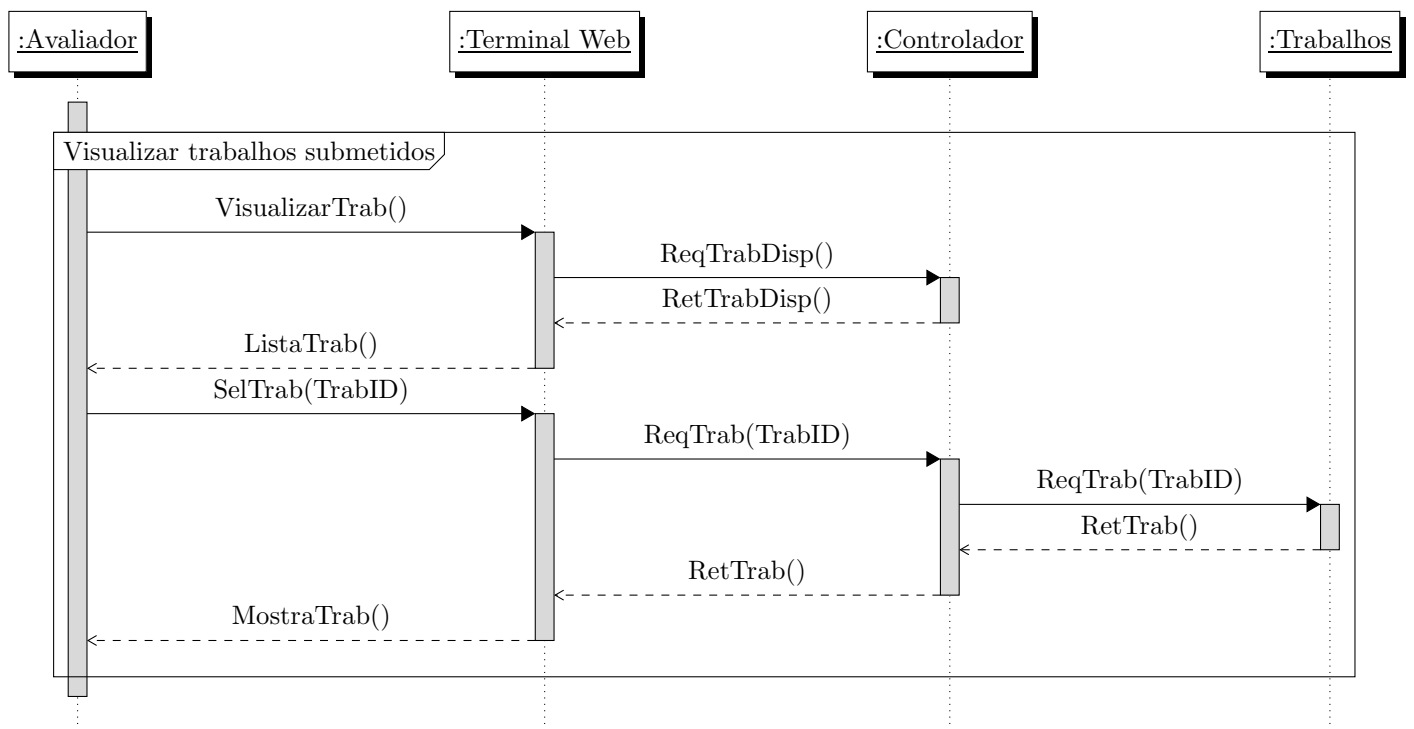 :Avaliador
:Terminal Web
:Controlador
:Trabalhos
Visualizar trabalhos submetidos
VisualizarTrab()
ReqTrabDisp()
RetTrabDisp()
ListaTrab()
SelTrab(TrabID)
ReqTrab(TrabID)
ReqTrab(TrabID)
RetTrab()
RetTrab()
MostraTrab()